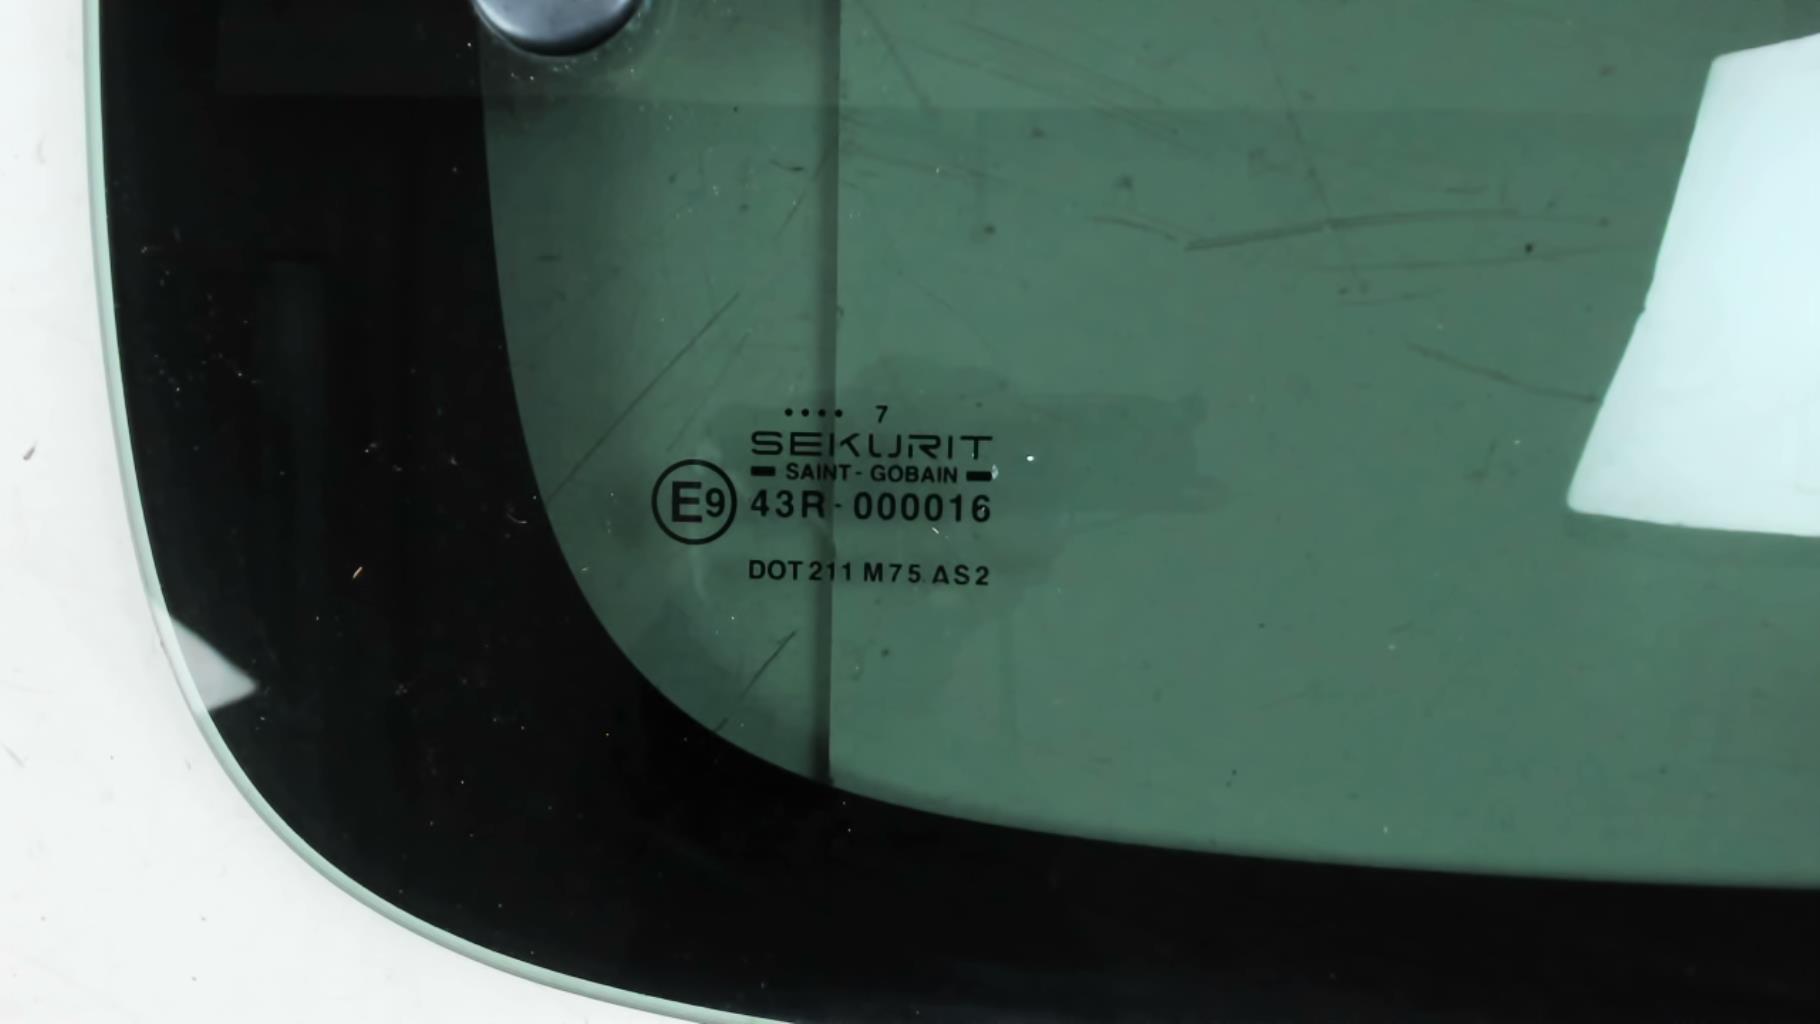 •••• 7
SEKURIT
SAINT-GOBAIN
E9 43R-000016
DOT 211 M75 AS2